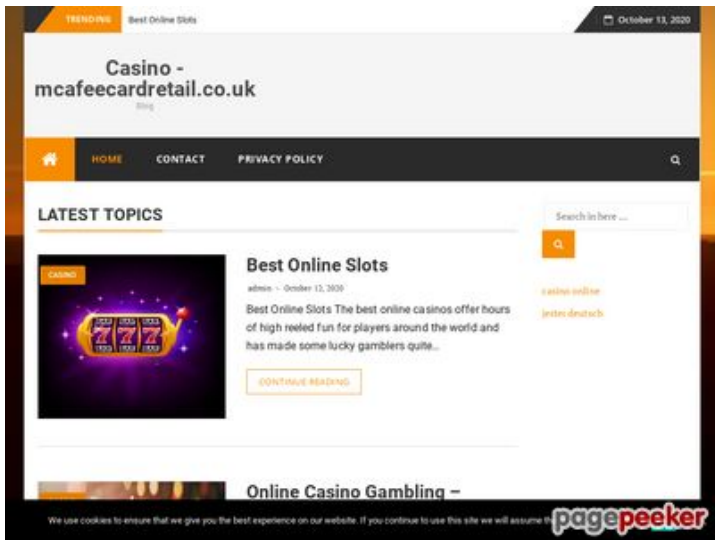 TRENDING
Best Online Slots
October 13, 2020
Casino -
mcafeecardretail.co.uk
Blog
HOME
CONTACT
PRIVACY POLICY
LATEST TOPICS
Search in here ...
CASINO
777
Best Online Slots
admin - October 12, 2020
Best Online Slots The best online casinos offer hours
of high reeled fun for players around the world and
has made some lucky gamblers quite...
CONTINUE READING
casino online
jeetzt deutsch
Online Casino Gambling –
We use cookies to ensure that we give you the best experience on our website. If you continue to use this site we will assume
pagepeeker